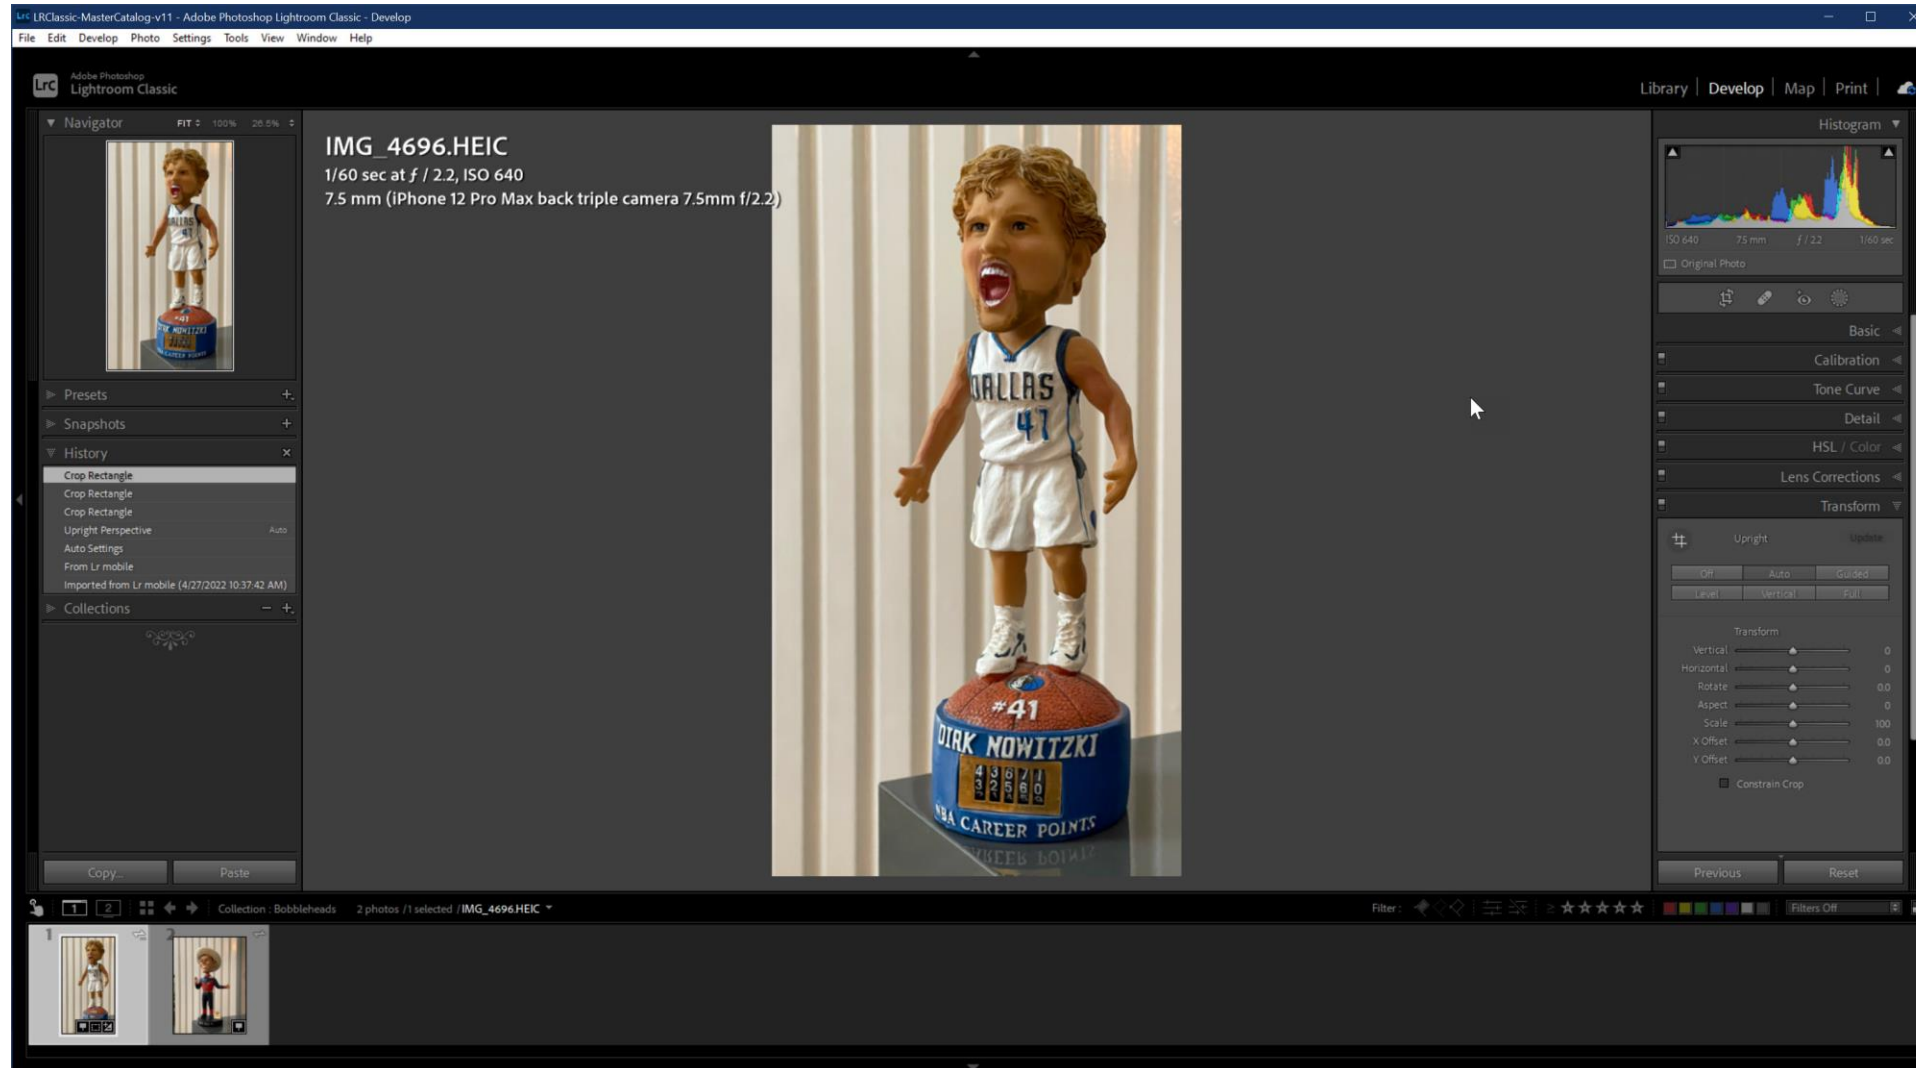 LrC LRClassic-MasterCatalog-v11 - Adobe Photoshop Lightroom Classic - Develop
File Edit Develop Photo Settings Tools View Window Help
LrC
Adobe Photoshop
Lightroom Classic
Library | Develop | Map | Print |
Navigator FIT 100% 26.5%
IMG_4696.HEIC
1/60 sec at ƒ / 2.2, ISO 640
7.5 mm (iPhone 12 Pro Max back triple camera 7.5mm f/2.2)
Histogram
ISO 640 7.5 mm ƒ / 2.2 1/60 sec
Original Photo
Basic
Calibration
Tone Curve
Detail
HSL / Color
Lens Corrections
Transform
Upright Update
Off Auto Guided
Level Vertical Full
Transform
Vertical 0
Horizontal 0
Rotate 0.0
Aspect 0
Scale 100
X Offset 0.0
Y Offset 0.0
Constrain Crop
Previous Reset
Presets
Snapshots
History
Crop Rectangle
Crop Rectangle
Crop Rectangle
Upright Perspective Auto
Auto Settings
From Lr mobile
Imported from Lr mobile (4/27/2022 10:37:42 AM)
Collections
Copy... Paste
DALLAS
41
#41
DIRK NOWITZKI
NBA CAREER POINTS
1 2 Collection : Bobbleheads 2 photos / 1 selected / IMG_4696.HEIC
Filter : Filters Off
1 2